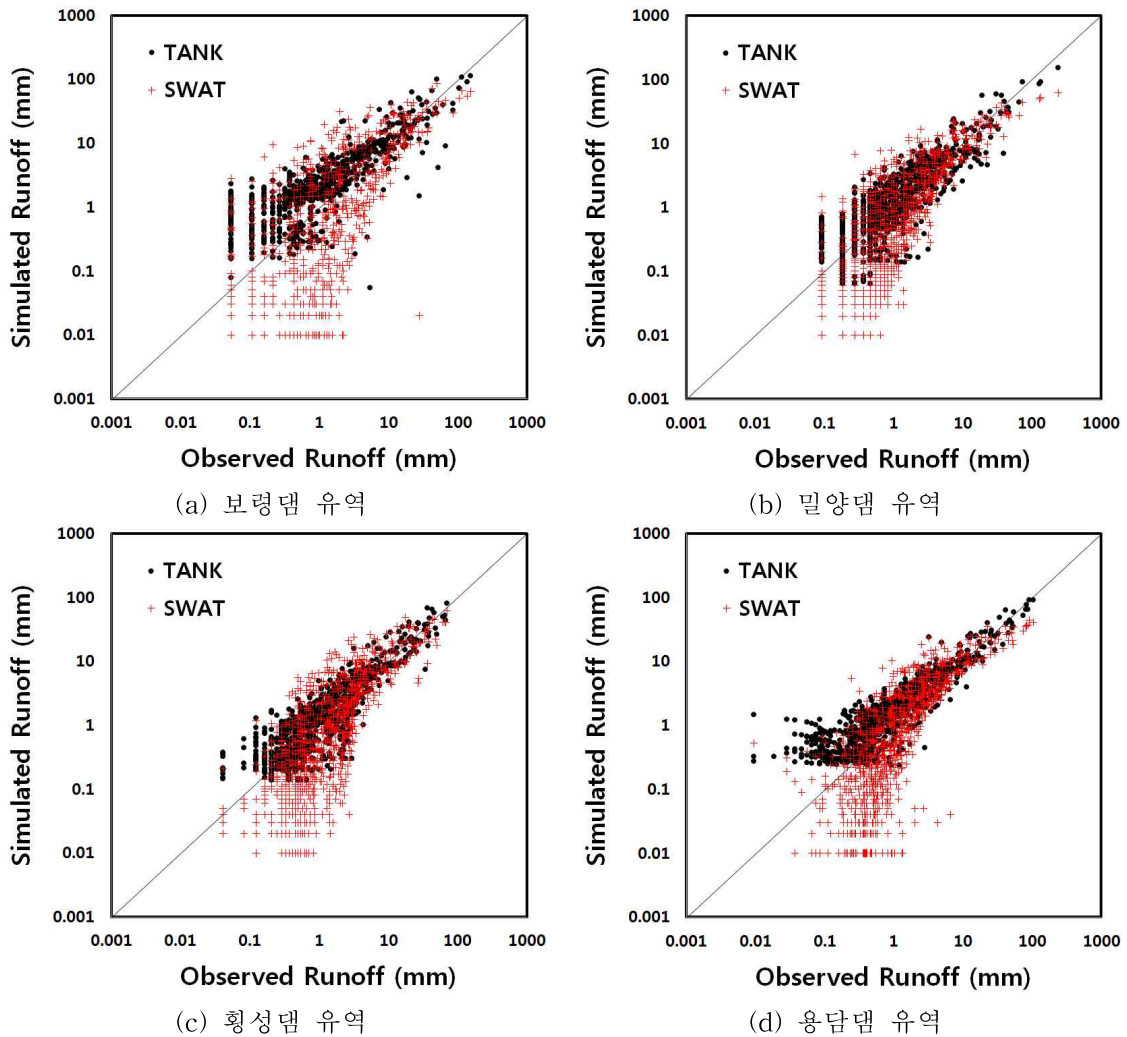 1000
100
10
1
0.1
0.01
0.001
Simulated Runoff (mm)
TANK
SWAT
0.001 0.01 0.1 1 10 100 1000
Observed Runoff (mm)
(a) 보령댐 유역
1000
100
10
1
0.1
0.01
0.001
Simulated Runoff (mm)
TANK
SWAT
0.001 0.01 0.1 1 10 100 1000
Observed Runoff (mm)
(b) 밀양댐 유역
1000
100
10
1
0.1
0.01
0.001
Simulated Runoff (mm)
TANK
SWAT
0.001 0.01 0.1 1 10 100 1000
Observed Runoff (mm)
(c) 횡성댐 유역
1000
100
10
1
0.1
0.01
0.001
Simulated Runoff (mm)
TANK
SWAT
0.001 0.01 0.1 1 10 100 1000
Observed Runoff (mm)
(d) 용담댐 유역